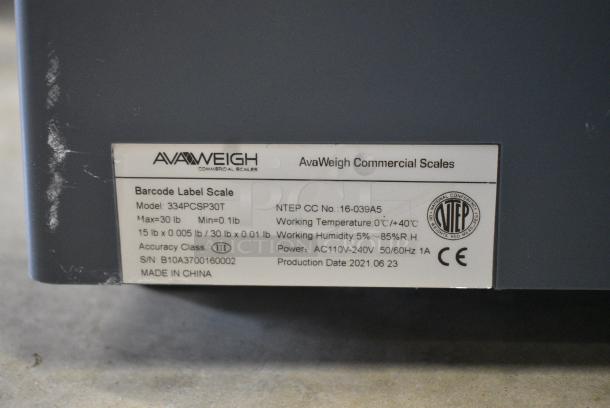 AVAWEIGH
COMMERCIAL SCALES
AvaWeigh Commercial Scales
Barcode Label Scale
Model: 334PCSP30T
Max=30 lb Min=0.1lb
15 lb x 0.005 lb / 30 lb x 0.01 lb
Accuracy Class III
S/N B10A3700160002
MADE IN CHINA
NTEP CC No. 16-039A5
Working Temperature:0℃/+40℃
Working Humidity:5% - 85%R.H
Power: AC110V-240V 50/60Hz 1A
Production Date:2021.06.23
NTEP
CE